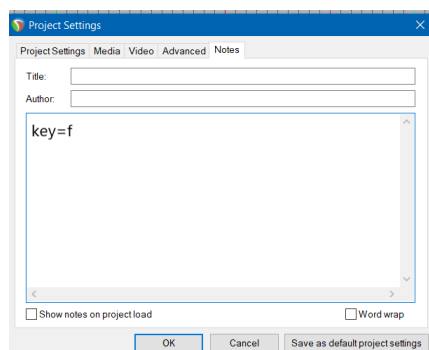 Project Settings
Project Settings Media Video Advanced Notes
Title:
Author:
key=f
Show notes on project load Word wrap
OK Cancel Save as default project settings